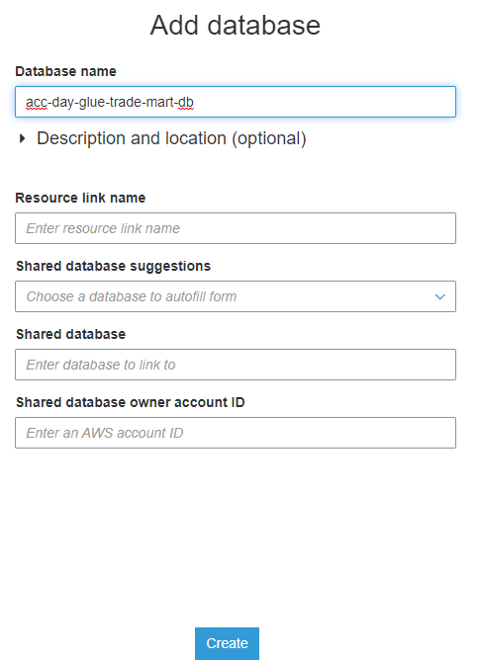 Add database
Database name
acc-day-glue-trade-mart-db
Description and location (optional)
Resource link name
Enter resource link name
Shared database suggestions
Choose a database to autofill form
Shared database
Enter database to link to
Shared database owner account ID
Enter an AWS account ID
Create